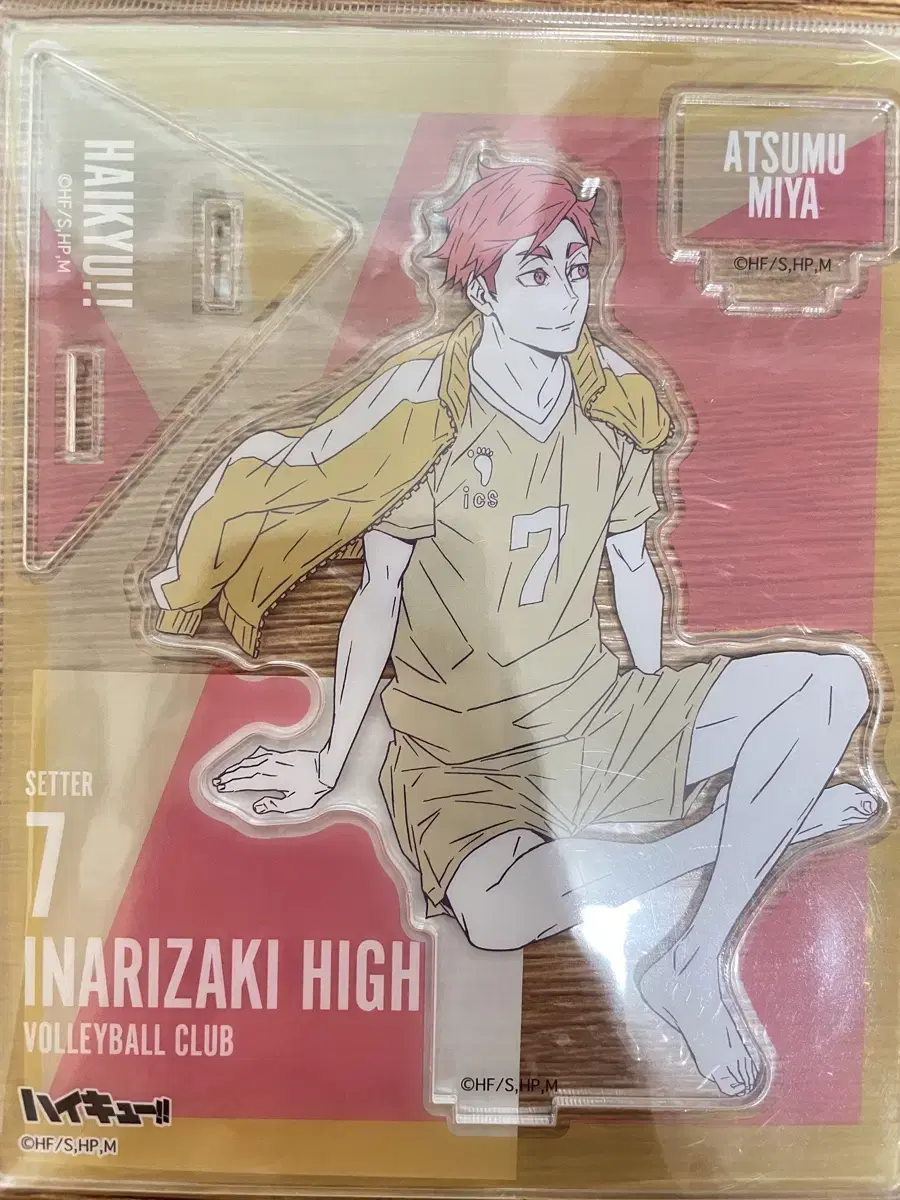 HAIKYU!!
©HF/S,HP,M
ATSUMU
MIYA
©HF/S,HP,M
ics
7
SETTER
7
INARIZAKI HIGH
VOLLEYBALL CLUB
©HF/S,HP,M
ハイキュー!!
©HF/S,HP,M